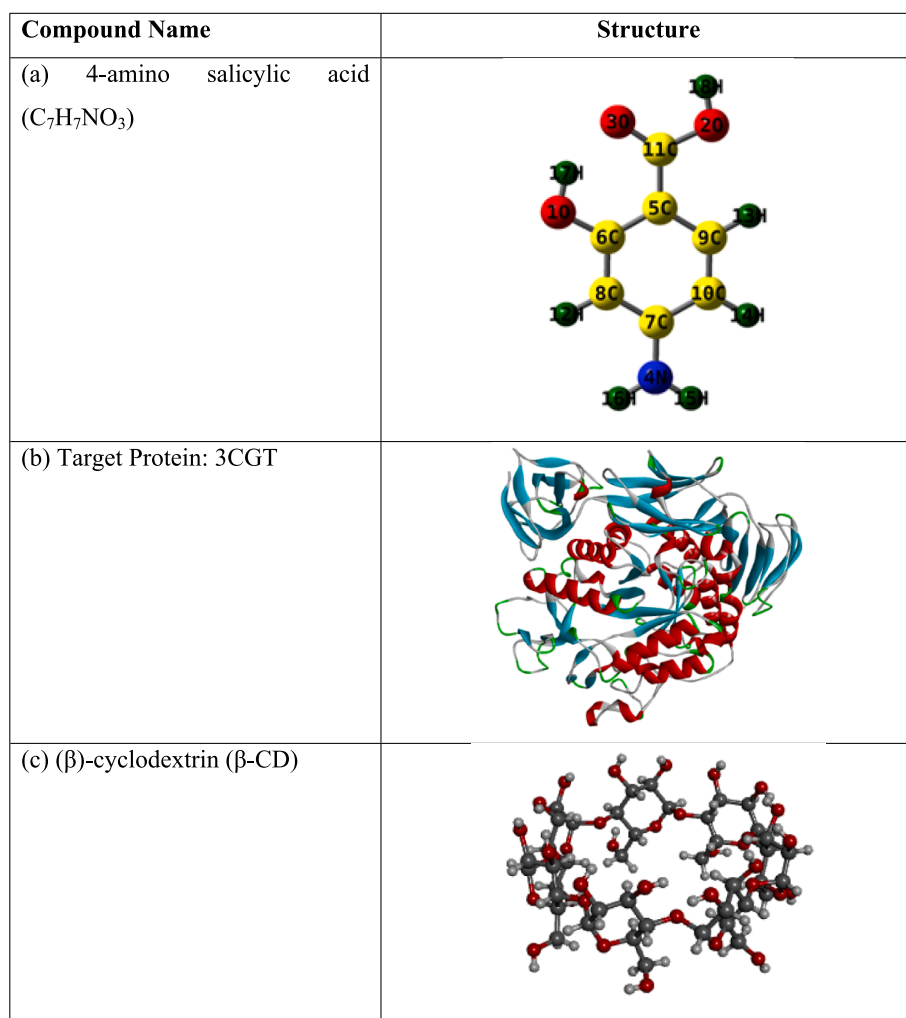 Compound Name
Structure
(a) 4-amino salicylic acid
(C₇H₇NO₃)
18H
3O
2O
11C
17H
1O
5C
13H
6C
9C
8C
10C
12H
14H
7C
4N
16H
15H
(b) Target Protein: 3CGT
(c) (β)-cyclodextrin (β-CD)